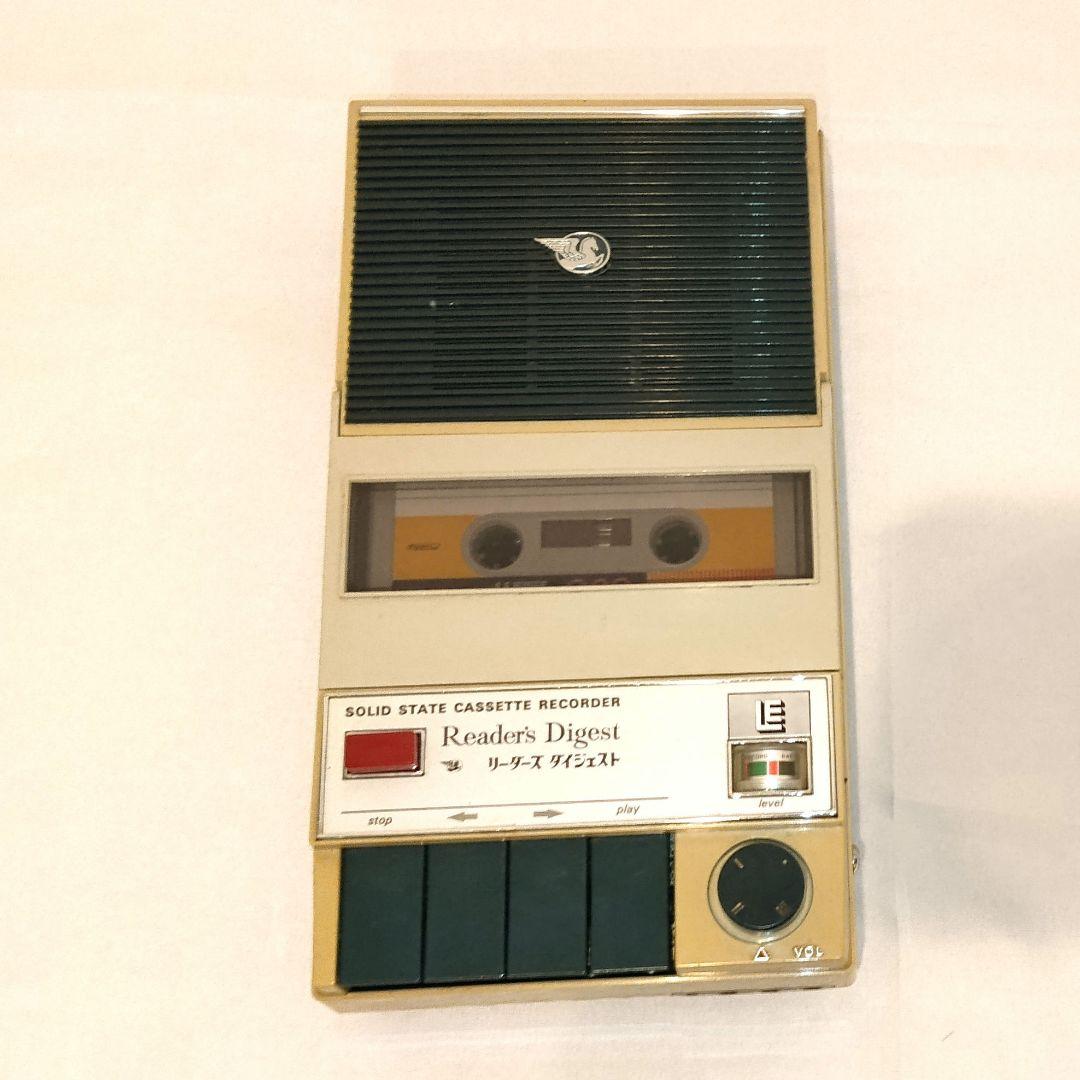 SOLID STATE CASSETTE RECORDER
Reader's Digest
リーダーズ ダイジェスト
LE
level
stop
play
VOL